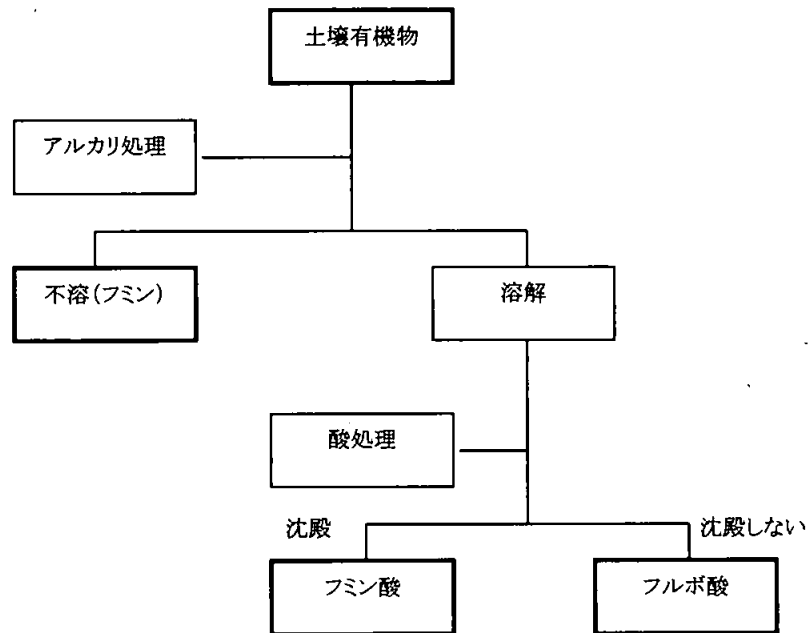 土壌有機物
アルカリ処理
不溶(フミン)
溶解
酸処理
沈殿
沈殿しない
フミン酸
フルボ酸